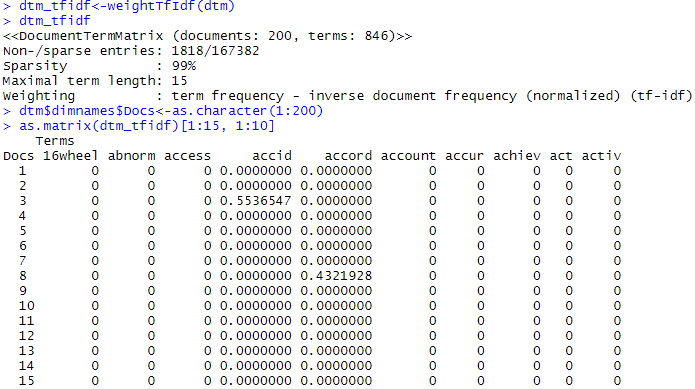 > dtm_tfidf<-weightTfIdf(dtm)
> dtm_tfidf
<<DocumentTermMatrix (documents: 200, terms: 846)>>
Non-/sparse entries: 1818/167382
Sparsity           : 99%
Maximal term length: 15
Weighting          : term frequency - inverse document frequency (normalized) (tf-idf)
> dtm$dimnames$Docs<-as.character(1:200)
> as.matrix(dtm_tfidf)[1:15, 1:10]
    Terms
Docs 16wheel abnorm access     accid    accord account accur achiev act activ
  1        0      0      0 0.0000000 0.0000000       0     0      0   0     0
  2        0      0      0 0.0000000 0.0000000       0     0      0   0     0
  3        0      0      0 0.5536547 0.0000000       0     0      0   0     0
  4        0      0      0 0.0000000 0.0000000       0     0      0   0     0
  5        0      0      0 0.0000000 0.0000000       0     0      0   0     0
  6        0      0      0 0.0000000 0.0000000       0     0      0   0     0
  7        0      0      0 0.0000000 0.0000000       0     0      0   0     0
  8        0      0      0 0.0000000 0.4321928       0     0      0   0     0
  9        0      0      0 0.0000000 0.0000000       0     0      0   0     0
  10       0      0      0 0.0000000 0.0000000       0     0      0   0     0
  11       0      0      0 0.0000000 0.0000000       0     0      0   0     0
  12       0      0      0 0.0000000 0.0000000       0     0      0   0     0
  13       0      0      0 0.0000000 0.0000000       0     0      0   0     0
  14       0      0      0 0.0000000 0.0000000       0     0      0   0     0
  15       0      0      0 0.0000000 0.0000000       0     0      0   0     0